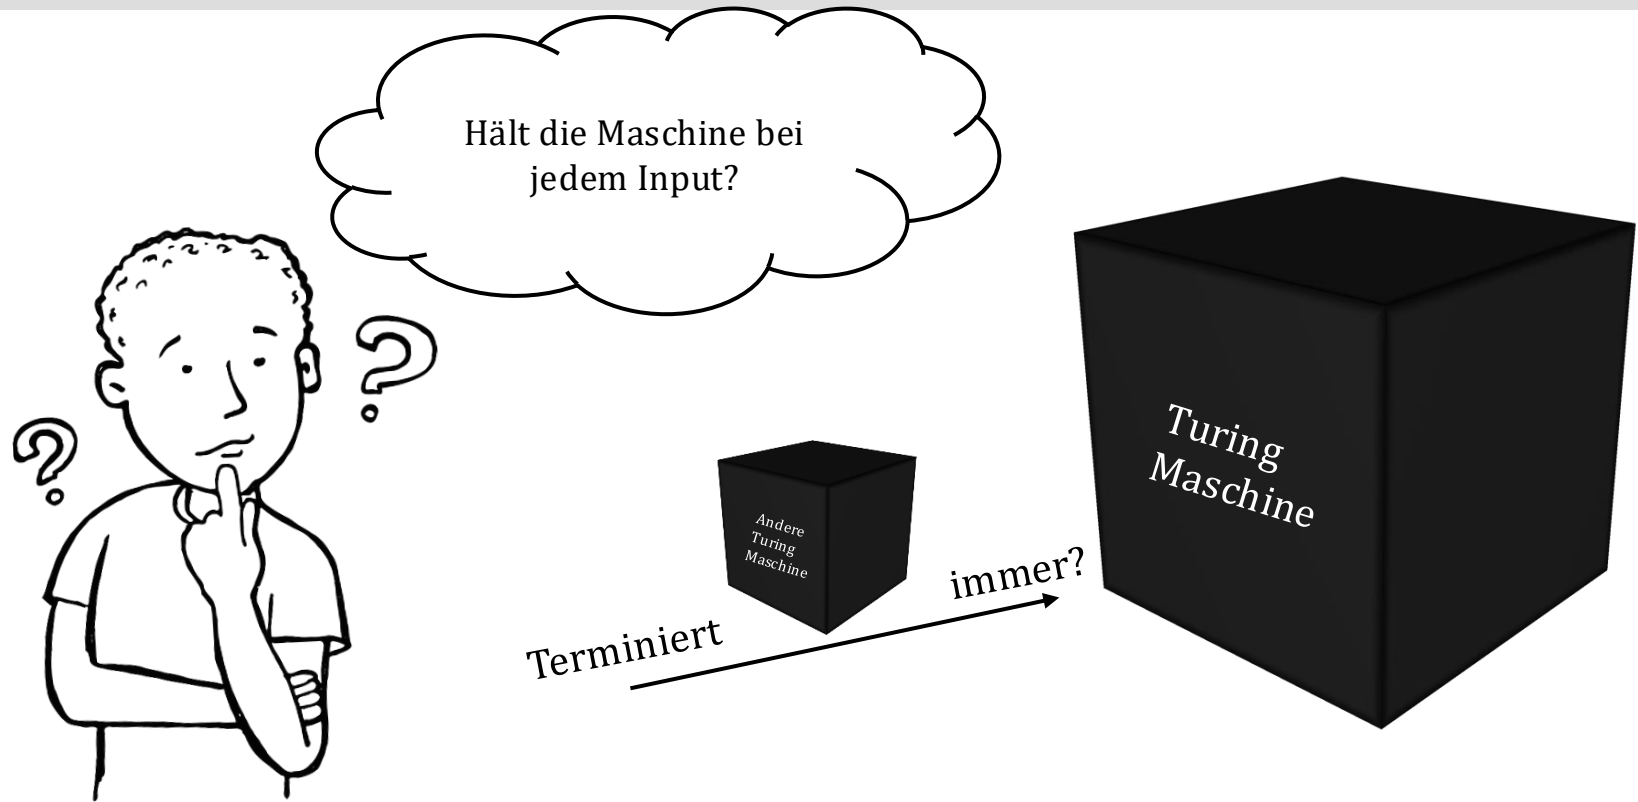 Hält die Maschine bei
jedem Input?
?
?
Turing
Maschine
Andere
Turing
Maschine
Terminiert
immer?